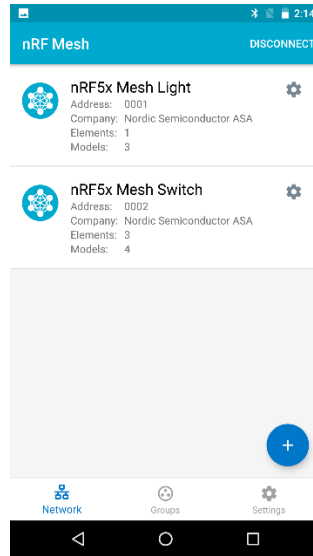 2:14
nRF Mesh DISCONNECT
nRF5x Mesh Light
Address: 0001
Company: Nordic Semiconductor ASA
Elements: 1
Models: 3
nRF5x Mesh Switch
Address: 0002
Company: Nordic Semiconductor ASA
Elements: 3
Models: 4
+
Network Groups Settings